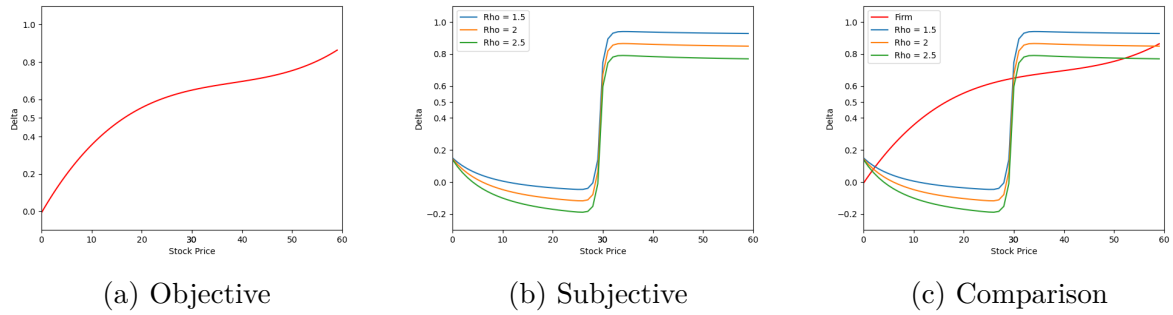 1.0
0.8
0.6
0.5
0.4
0.2
0.0
Delta
0
10
20
30
40
50
60
Stock Price
(a) Objective
Rho = 1.5
Rho = 2
Rho = 2.5
1.0
0.8
0.6
0.5
0.4
0.2
0.0
−0.2
Delta
0
10
20
30
40
50
60
Stock Price
(b) Subjective
Firm
Rho = 1.5
Rho = 2
Rho = 2.5
1.0
0.8
0.6
0.5
0.4
0.2
0.0
−0.2
Delta
0
10
20
30
40
50
60
Stock Price
(c) Comparison